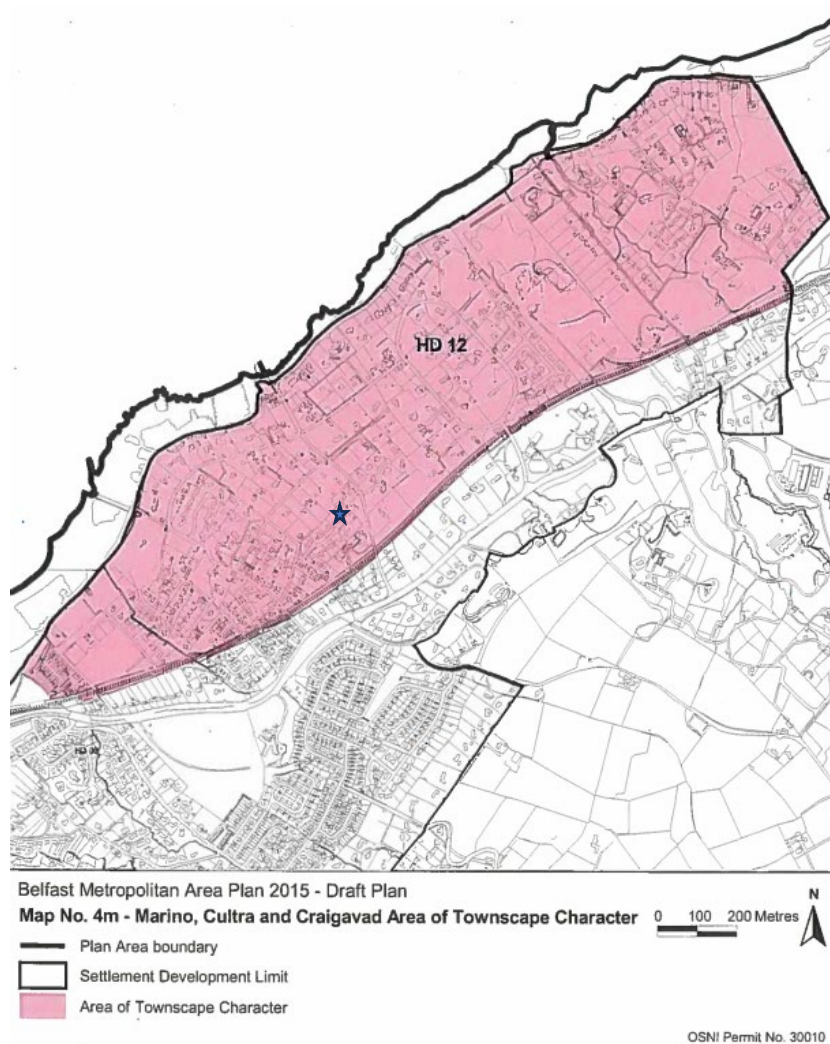 HD 12
Belfast Metropolitan Area Plan 2015 - Draft Plan
Map No. 4m - Marino, Cultra and Craigavad Area of Townscape Character
0 100 200 Metres
N
Plan Area boundary
Settlement Development Limit
Area of Townscape Character
OSNI Permit No. 30010